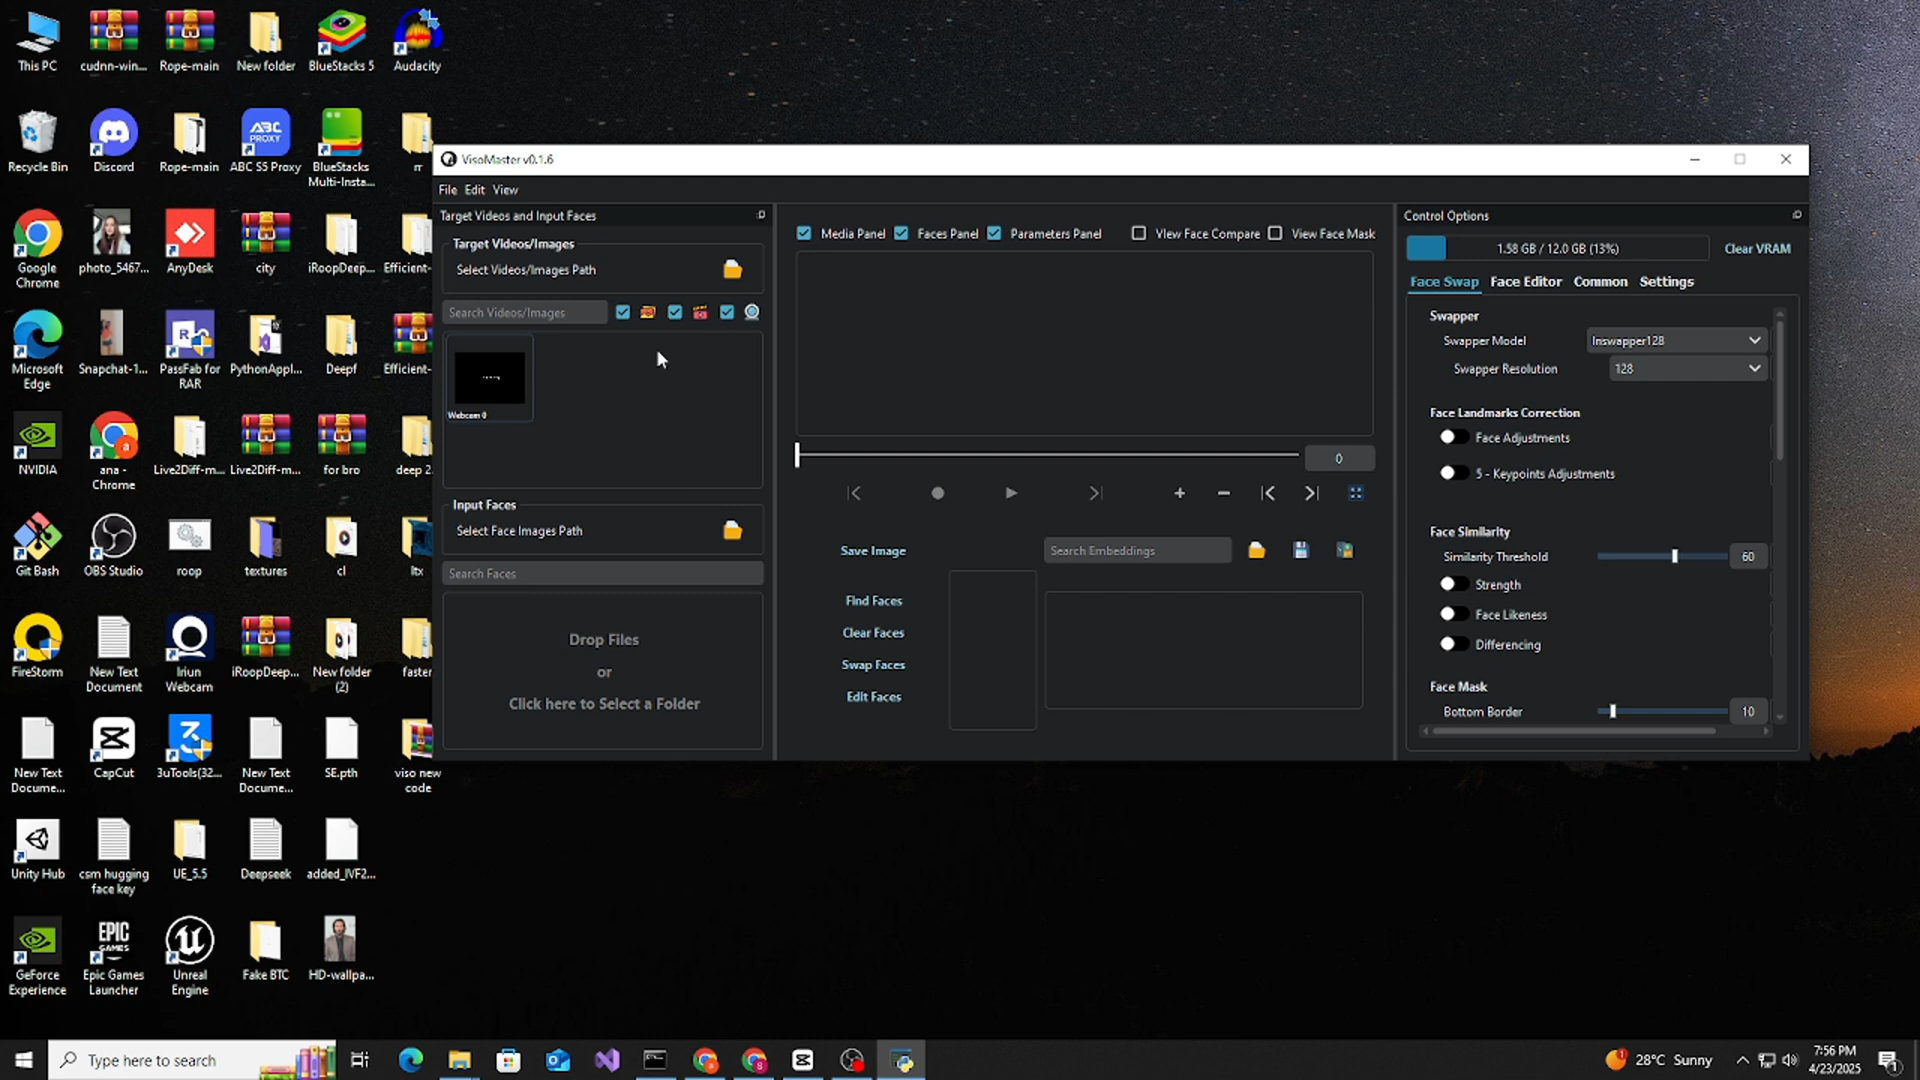 This PC
cudnn-win...
Rope-main
New folder
BlueStacks 5
Audacity
Recycle Bin
Discord
Rope-main
ABC S5 Proxy
BlueStacks
Multi-Insta...
rr
ABC
PROXY
Google
Chrome
photo_5467...
AnyDesk
city
iRoopDeep...
Efficient-
Microsoft
Edge
Snapchat-1...
PassFab for
RAR
PythonAppl...
Deepf
Efficient-
NVIDIA
ana -
Chrome
Live2Diff-m...
Live2Diff-m...
for bro
deep 2.
Git Bash
OBS Studio
roop
textures
cl
ltx
FireStorm
New Text
Document
Iriun
Webcam
iRoopDeep...
New folder
(2)
faster
New Text
Docume...
CapCut
3uTools(32...
New Text
Docume...
SE.pth
viso new
code
Unity Hub
csm hugging
face key
UE_5.5
Deepseek
added_IVF2...
GeForce
Experience
EPIC
GAMES
Epic Games
Launcher
Unreal
Engine
Fake BTC
HD-wallpa...
VisoMaster v0.1.6
File Edit View
Target Videos and Input Faces
Target Videos/Images
Select Videos/Images Path
Search Videos/Images
Webcam 0
Input Faces
Select Face Images Path
Search Faces
Drop Files
or
Click here to Select a Folder
Media Panel
Faces Panel
Parameters Panel
View Face Compare
View Face Mask
0
Save Image
Search Embeddings
Find Faces
Clear Faces
Swap Faces
Edit Faces
Control Options
1.58 GB / 12.0 GB (13%)
Clear VRAM
Face Swap
Face Editor
Common
Settings
Swapper
Swapper Model
Inswapper128
Swapper Resolution
128
Face Landmarks Correction
Face Adjustments
5 - Keypoints Adjustments
Face Similarity
Similarity Threshold
60
Strength
Face Likeness
Differencing
Face Mask
Bottom Border
10
Type here to search
28°C Sunny
7:56 PM
4/23/2025